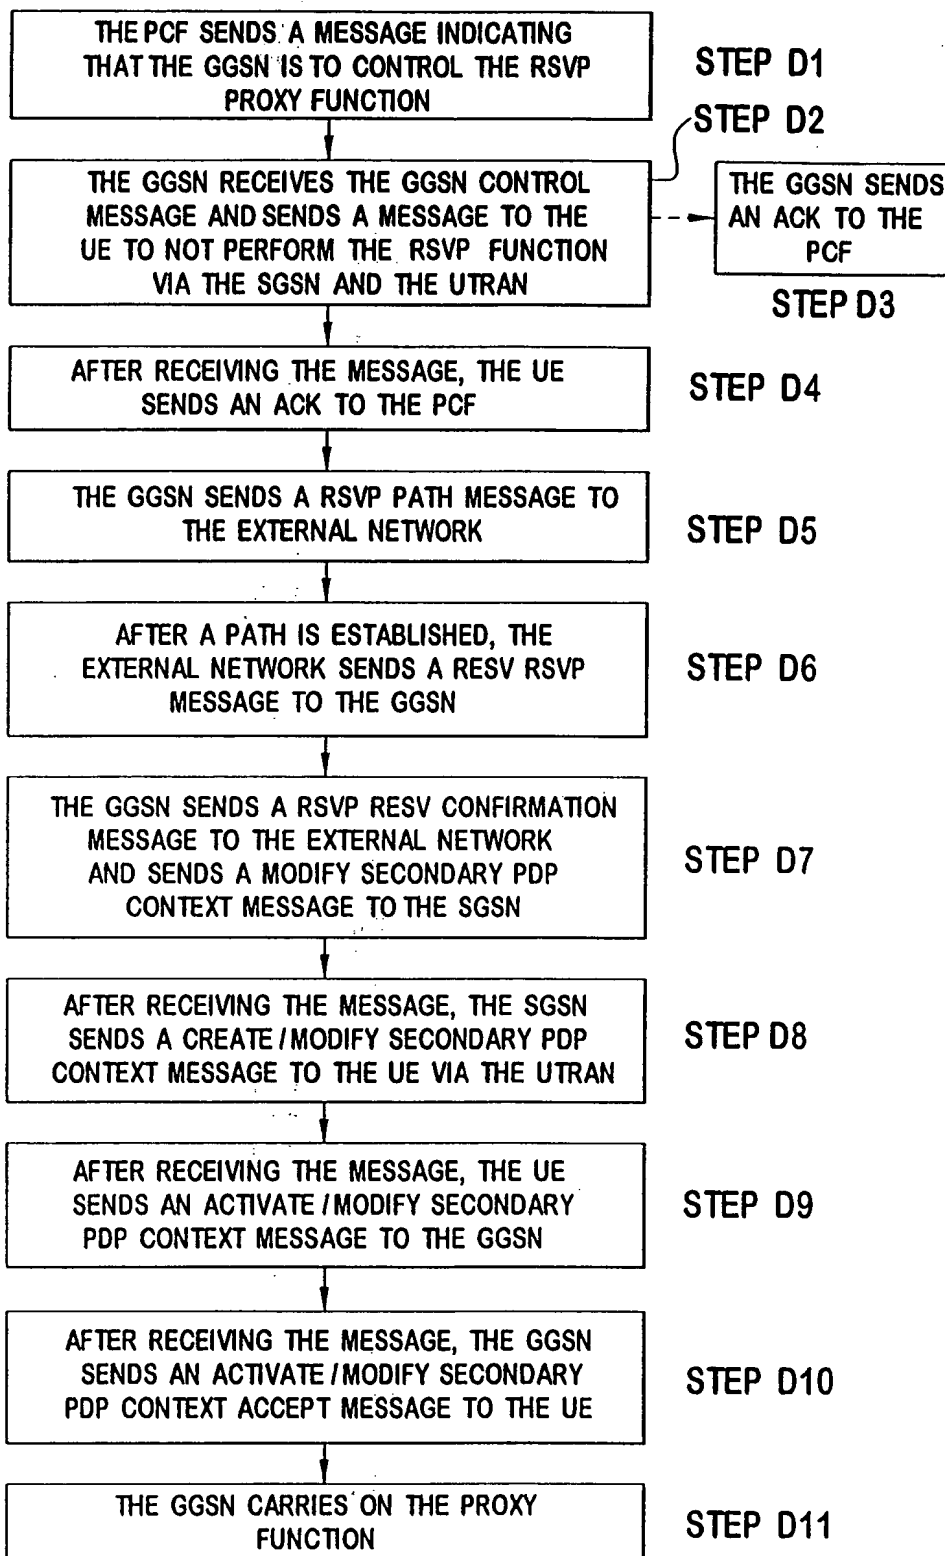 THE PCF SENDS A MESSAGE INDICATING
THAT THE GGSN IS TO CONTROL THE RSVP
PROXY FUNCTION
STEP D1
STEP D2
THE GGSN RECEIVES THE GGSN CONTROL
MESSAGE AND SENDS A MESSAGE TO THE
UE TO NOT PERFORM THE RSVP FUNCTION
VIA THE SGSN AND THE UTRAN
THE GGSN SENDS
AN ACK TO THE
PCF
STEP D3
AFTER RECEIVING THE MESSAGE, THE UE
SENDS AN ACK TO THE PCF
STEP D4
THE GGSN SENDS A RSVP PATH MESSAGE TO
THE EXTERNAL NETWORK
STEP D5
AFTER A PATH IS ESTABLISHED, THE
EXTERNAL NETWORK SENDS A RESV RSVP
MESSAGE TO THE GGSN
STEP D6
THE GGSN SENDS A RSVP RESV CONFIRMATION
MESSAGE TO THE EXTERNAL NETWORK
AND SENDS A MODIFY SECONDARY PDP
CONTEXT MESSAGE TO THE SGSN
STEP D7
AFTER RECEIVING THE MESSAGE, THE SGSN
SENDS A CREATE/MODIFY SECONDARY PDP
CONTEXT MESSAGE TO THE UE VIA THE UTRAN
STEP D8
AFTER RECEIVING THE MESSAGE, THE UE
SENDS AN ACTIVATE/MODIFY SECONDARY
PDP CONTEXT MESSAGE TO THE GGSN
STEP D9
AFTER RECEIVING THE MESSAGE, THE GGSN
SENDS AN ACTIVATE/MODIFY SECONDARY
PDP CONTEXT ACCEPT MESSAGE TO THE UE
STEP D10
THE GGSN CARRIES ON THE PROXY
FUNCTION
STEP D11